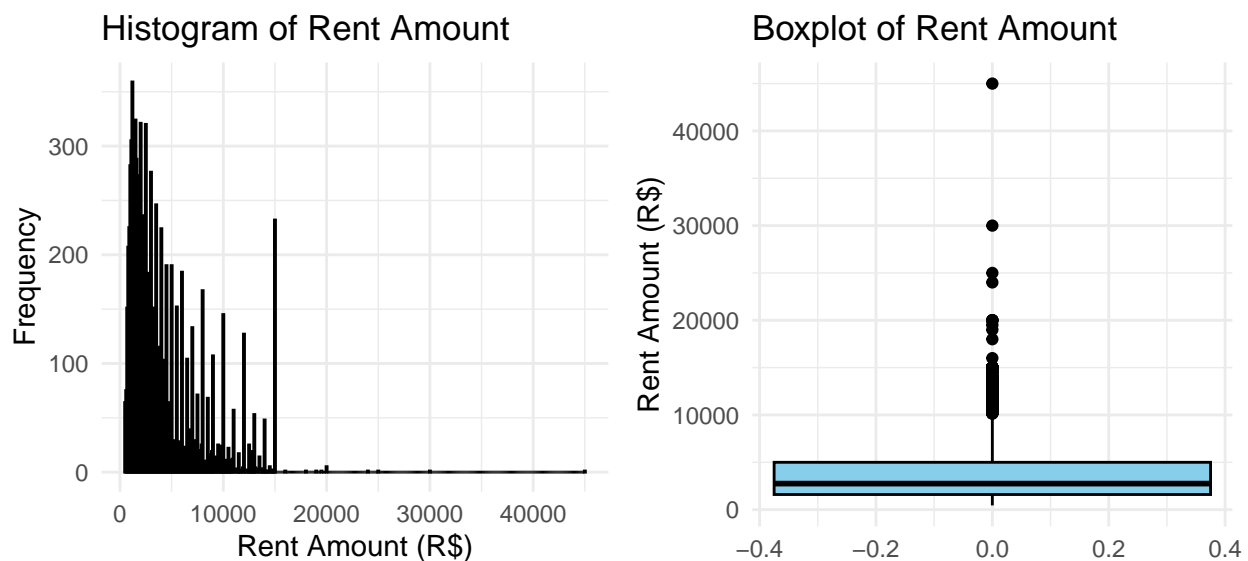 Histogram of Rent Amount
Frequency
300
200
100
0
0 10000 20000 30000 40000
Rent Amount (R$)
Boxplot of Rent Amount
Rent Amount (R$)
40000
30000
20000
10000
0
−0.4 −0.2 0.0 0.2 0.4